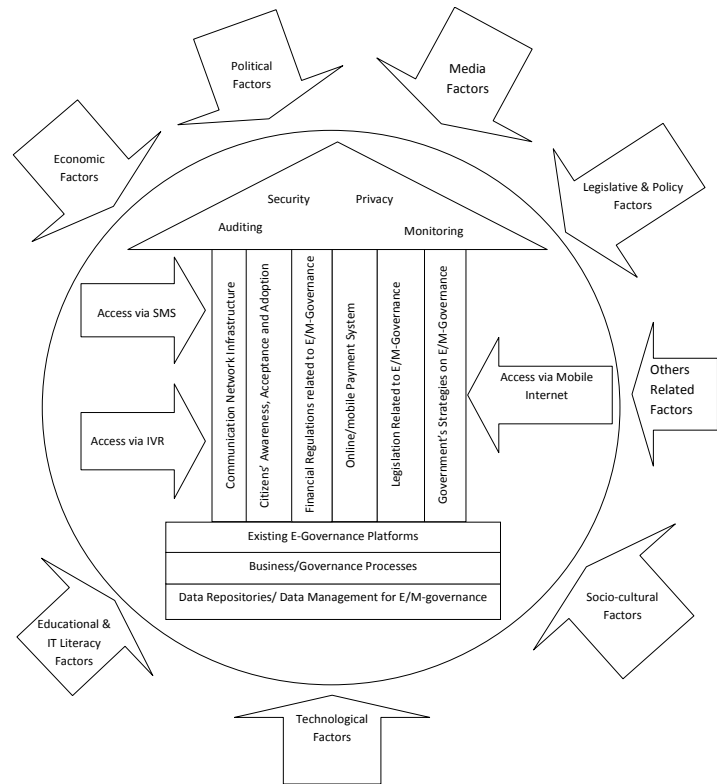 Political
Factors
Media
Factors
Economic
Factors
Legislative & Policy
Factors
Security
Privacy
Auditing
Monitoring
Access via SMS
Access via IVR
Communication Network Infrastructure
Citizens' Awareness, Acceptance and Adoption
Financial Regulations related to E/M-Governance
Online/mobile Payment System
Legislation Related to E/M-Governance
Government's Strategies on E/M-Governance
Access via Mobile
Internet
Others
Related
Factors
Existing E-Governance Platforms
Business/Governance Processes
Data Repositories/ Data Management for E/M-governance
Educational &
IT Literacy
Factors
Socio-cultural
Factors
Technological
Factors